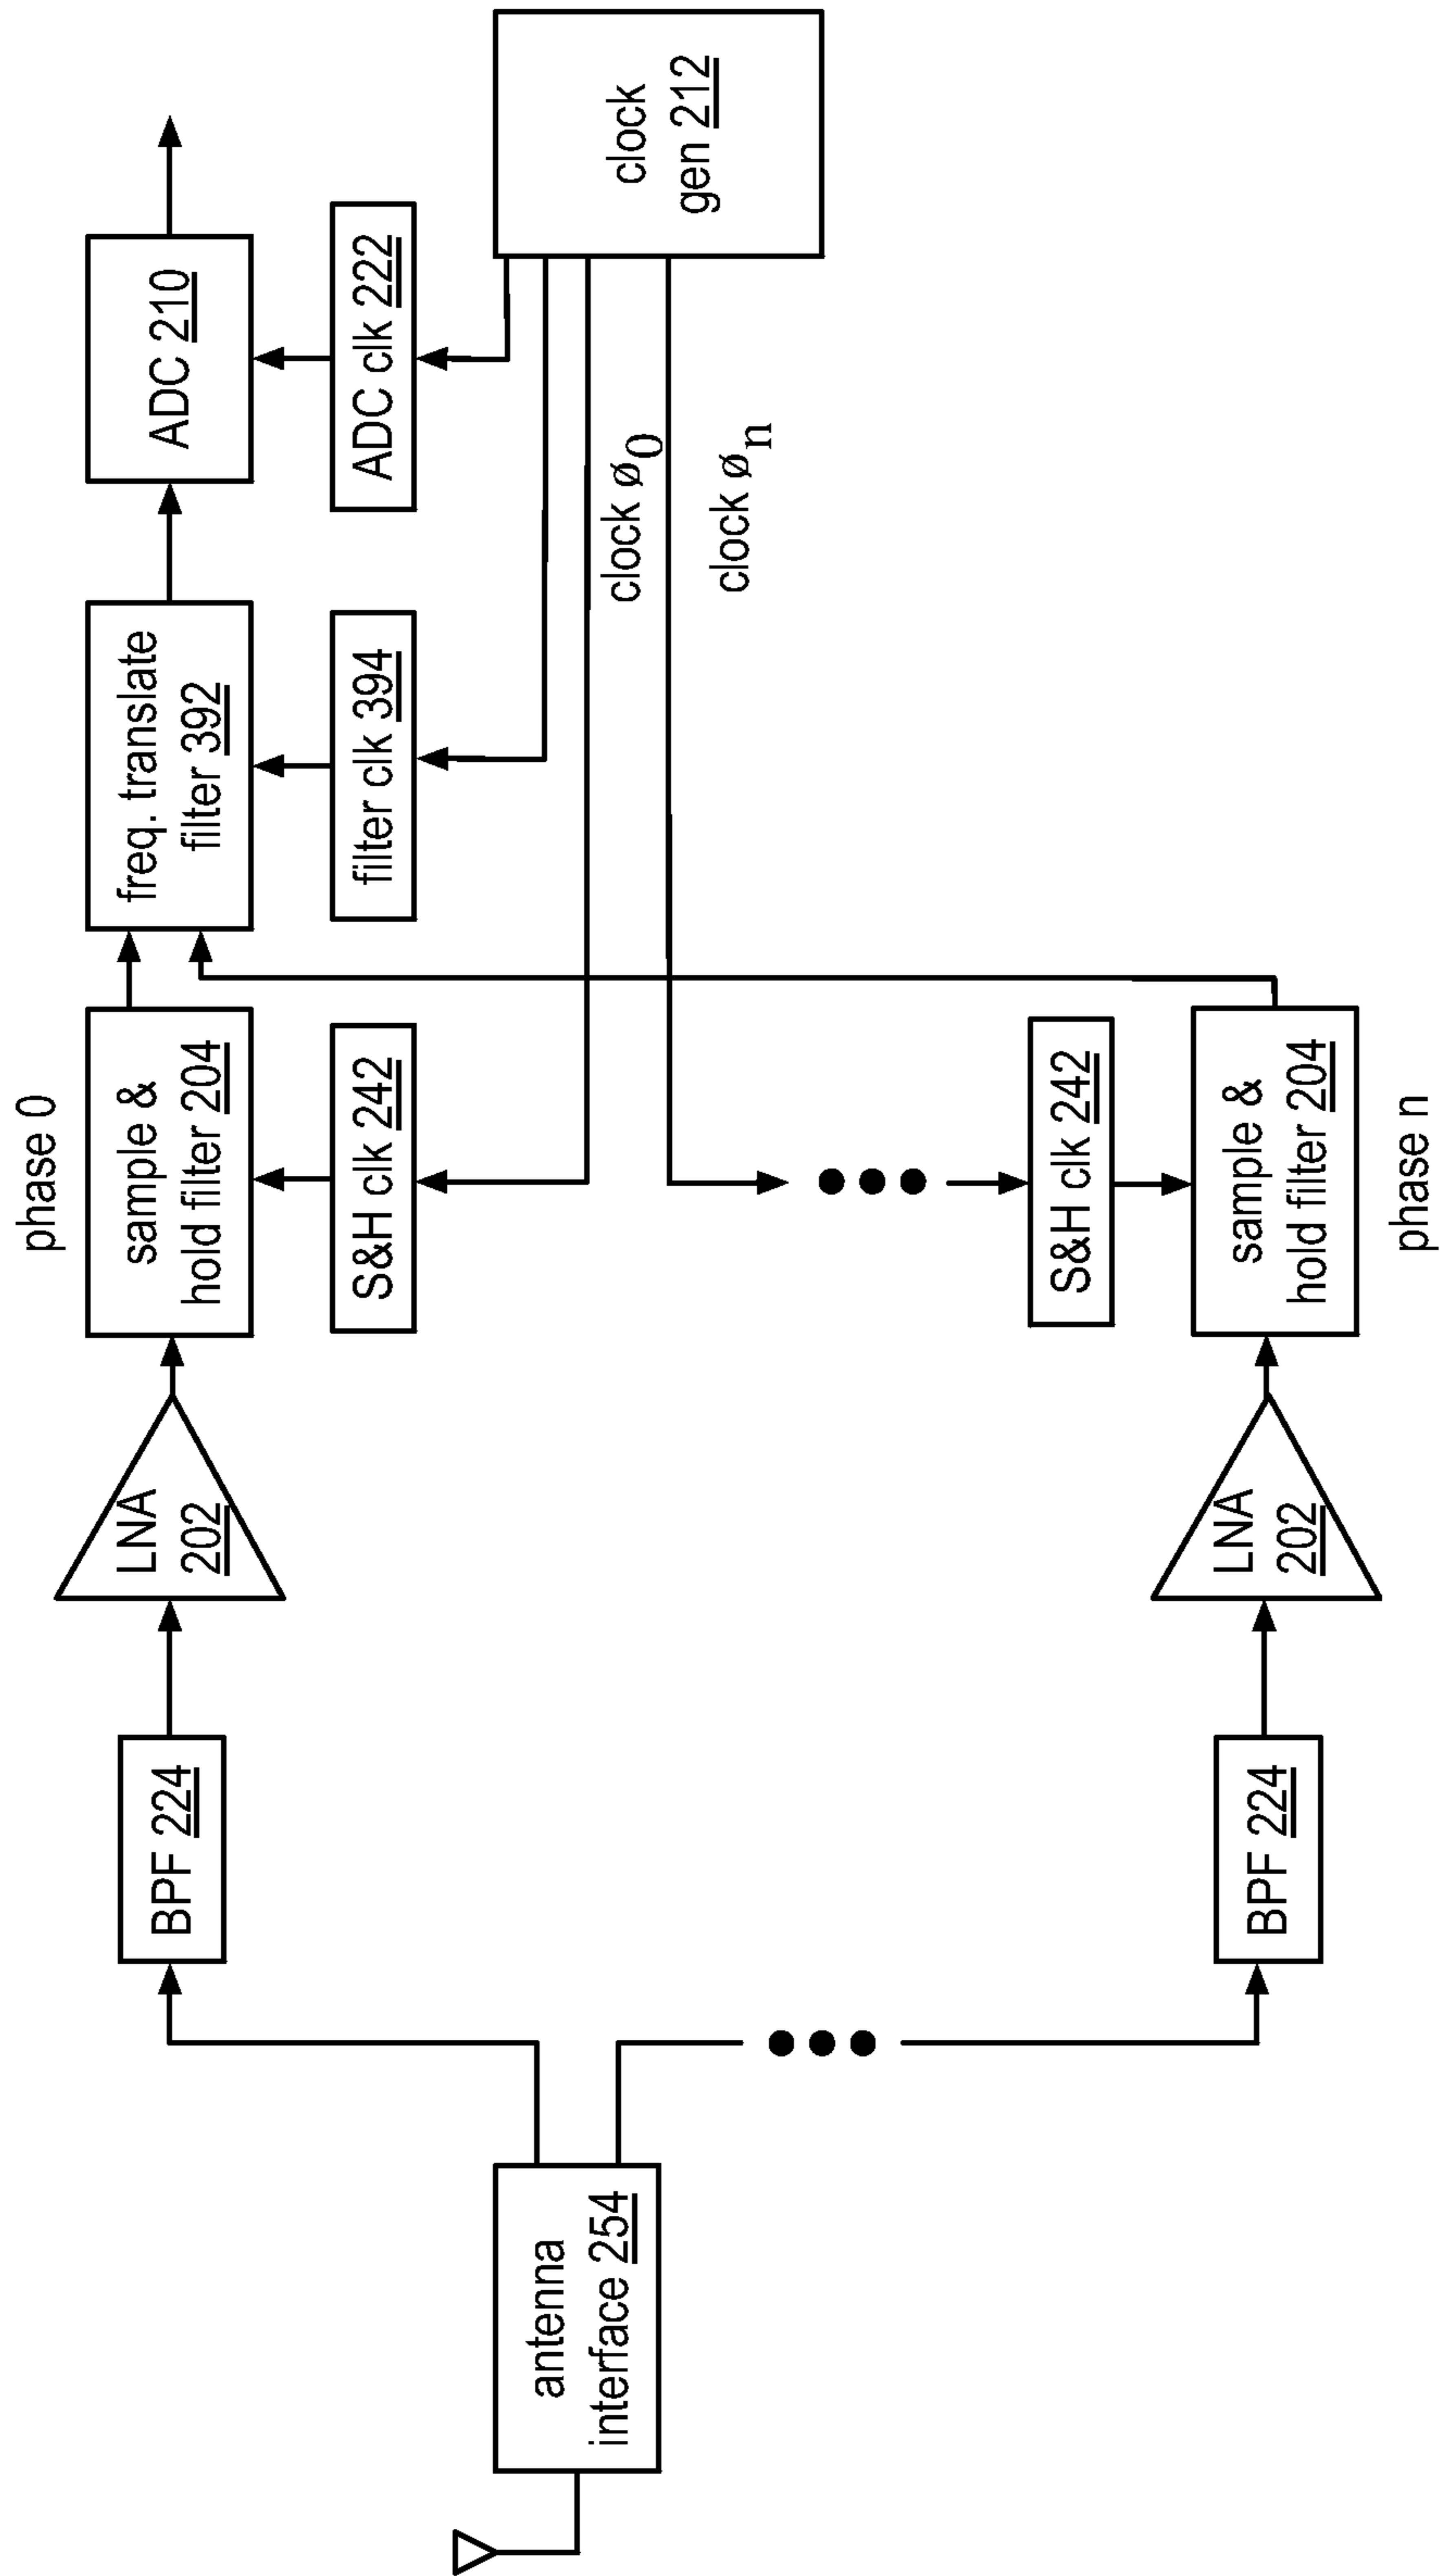 phase 0
LNA
202
BPF 224
sample &
hold filter 204
freq. translate
filter 392
ADC 210
S&H clk 242
filter clk 394
ADC clk 222
antenna
interface 254
clock ø0
clock øn
clock
gen 212
S&H clk 242
BPF 224
LNA
202
sample &
hold filter 204
phase n